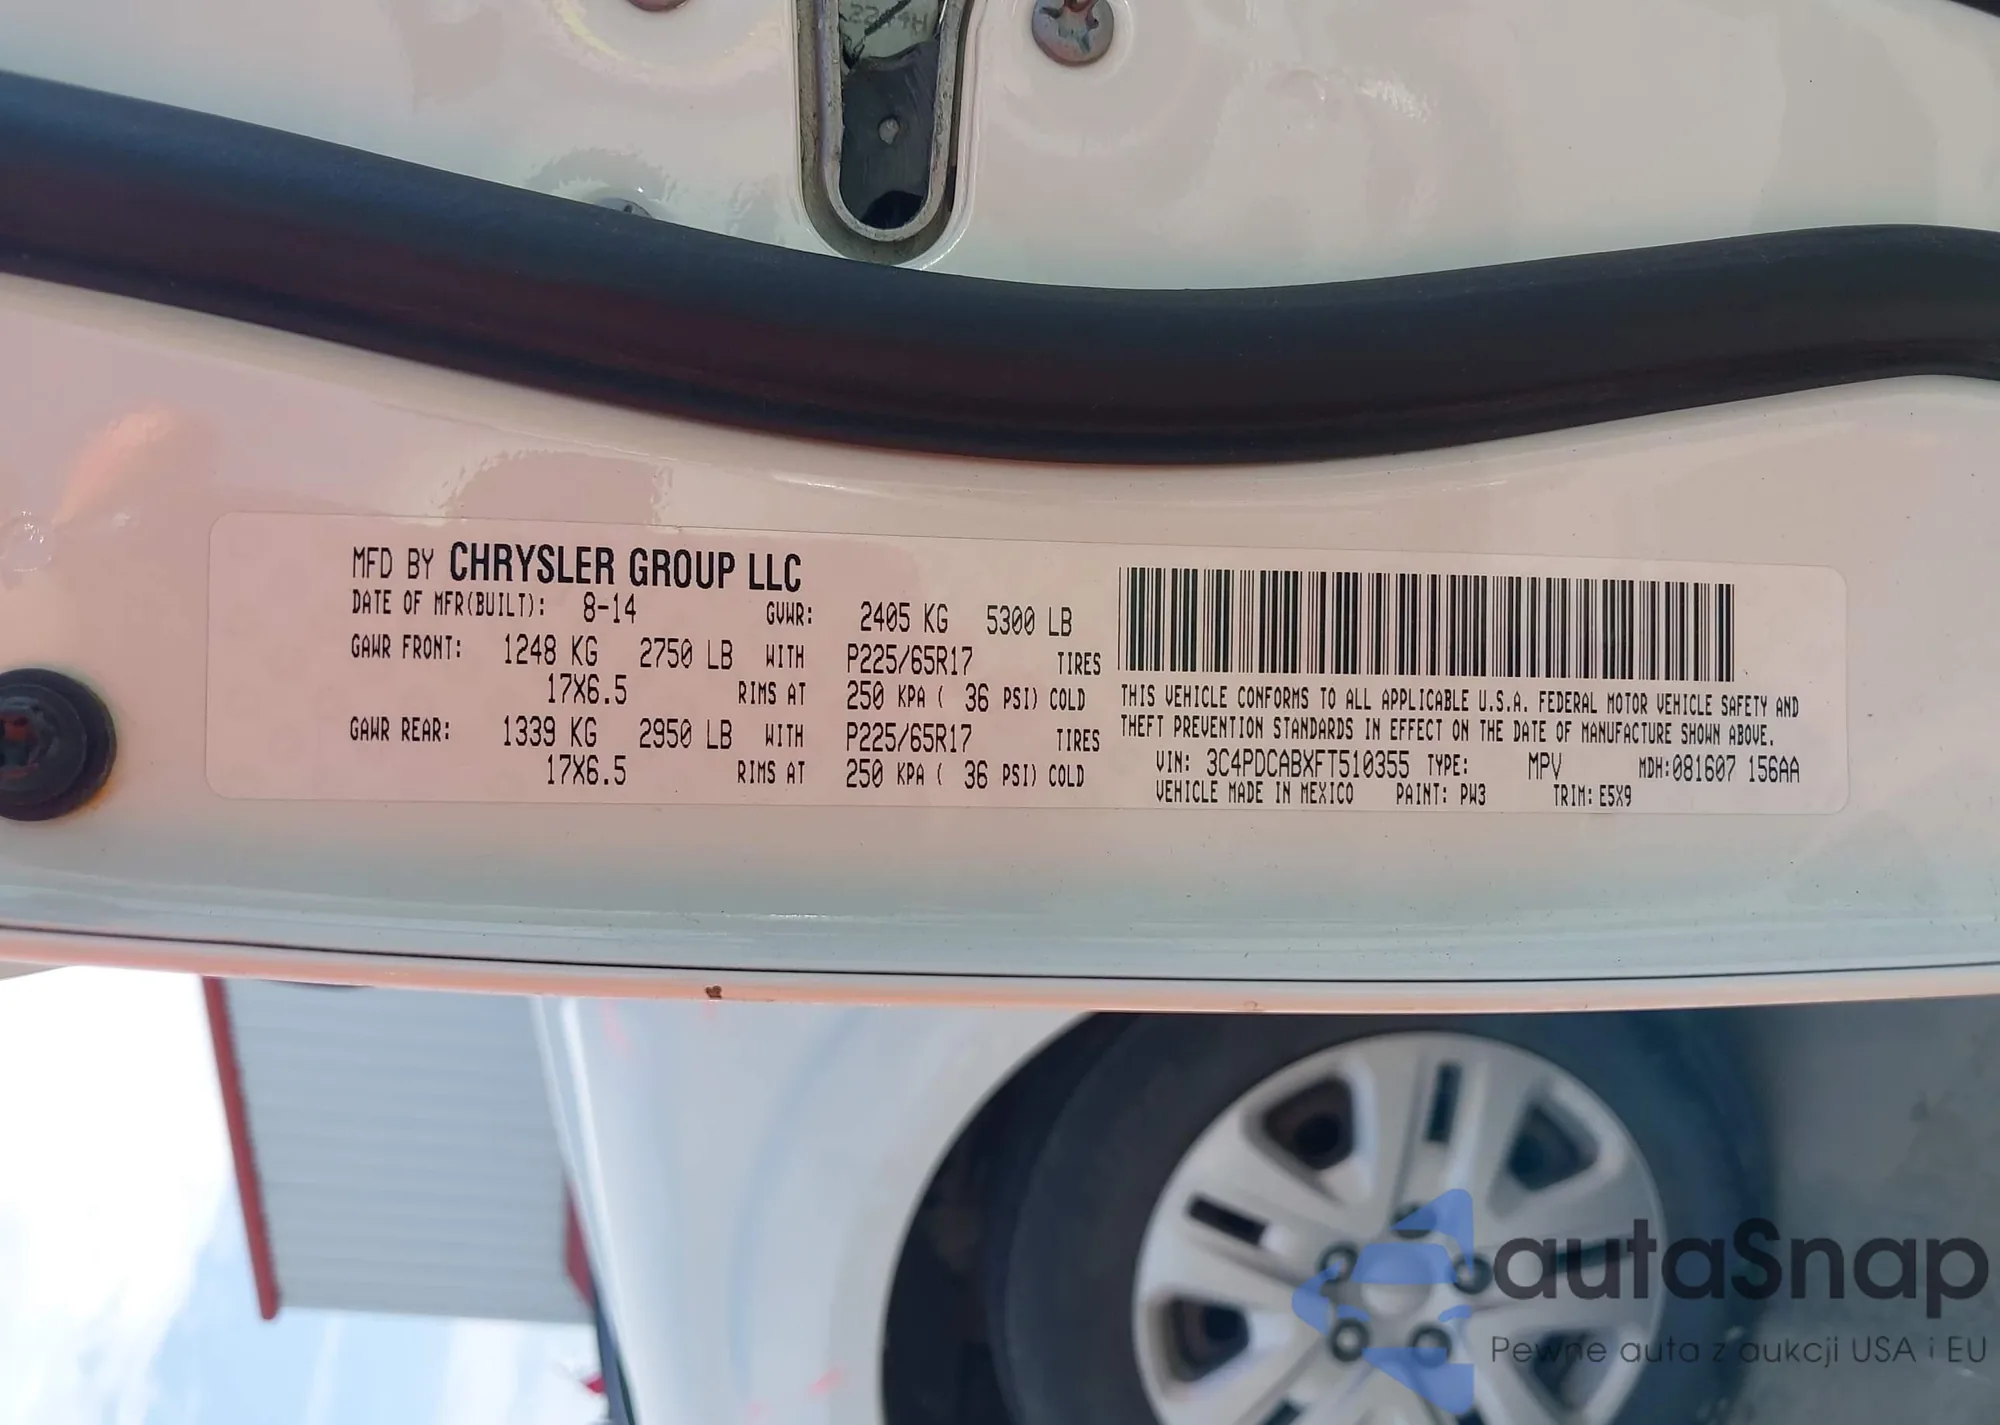 MFD BY CHRYSLER GROUP LLC
DATE OF MFR(BUILT): 8-14 GVWR: 2405 KG 5300 LB
GAWR FRONT: 1248 KG 2750 LB WITH P225/65R17 TIRES
17X6.5 RIMS AT 250 KPA ( 36 PSI) COLD
GAWR REAR: 1339 KG 2950 LB WITH P225/65R17 TIRES
17X6.5 RIMS AT 250 KPA ( 36 PSI) COLD
THIS VEHICLE CONFORMS TO ALL APPLICABLE U.S.A. FEDERAL MOTOR VEHICLE SAFETY AND
THEFT PREVENTION STANDARDS IN EFFECT ON THE DATE OF MANUFACTURE SHOWN ABOVE.
VIN: 3C4PDCABXFT510355 TYPE: MPV MDH:081607 156AA
VEHICLE MADE IN MEXICO PAINT: PW3 TRIM: E5X9
autaSnap
Pewne auta z aukcji USA i EU